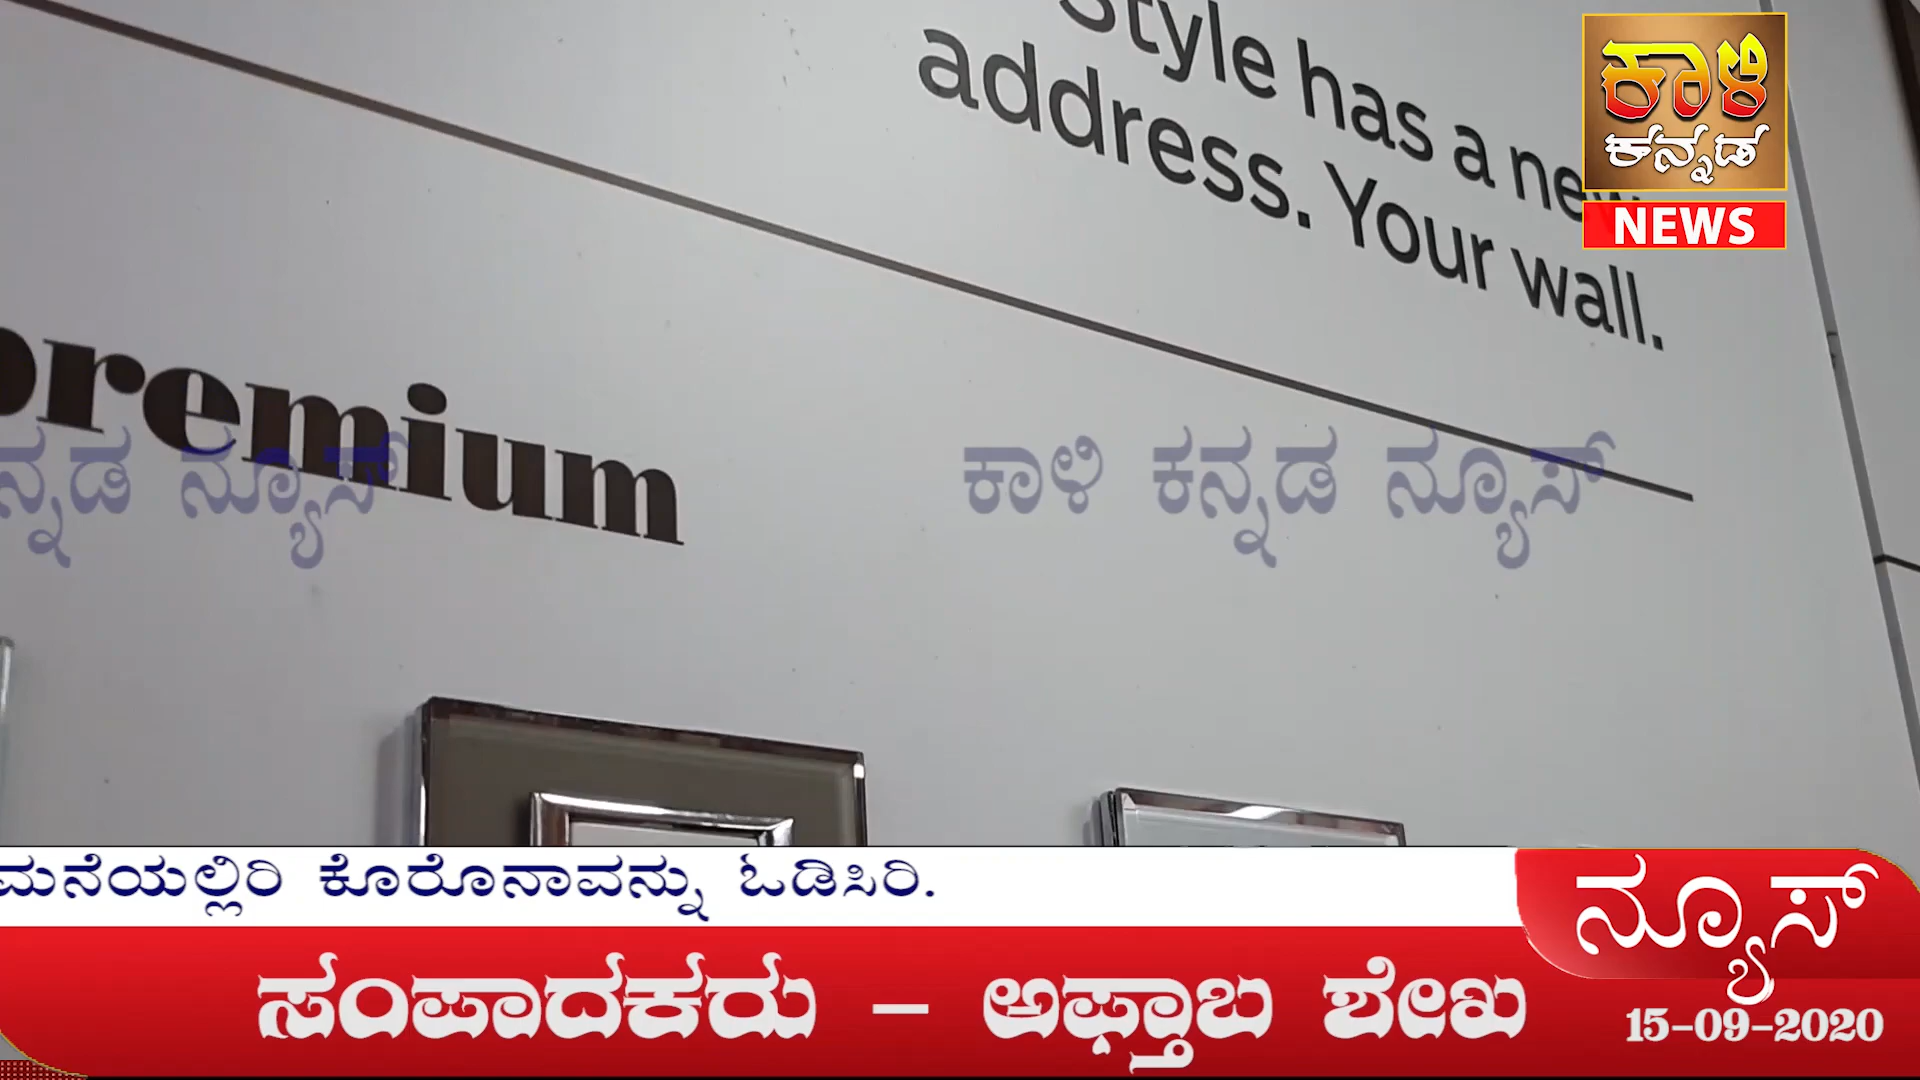 Style has a new
address. Your wall.
ಕಾಳಿ
ಕನ್ನಡ
NEWS
premium
ನ್ನಡ ನ್ಯೂಸ್
ಕಾಳಿ ಕನ್ನಡ ನ್ಯೂಸ್
ಮನೆಯಲ್ಲಿರಿ ಕೊರೊನಾವನ್ನು ಓಡಿಸಿರಿ.
ನ್ಯೂಸ್
ಸಂಪಾದಕರು – ಅಫ್ತಾಬ ಶೇಖ
15-09-2020